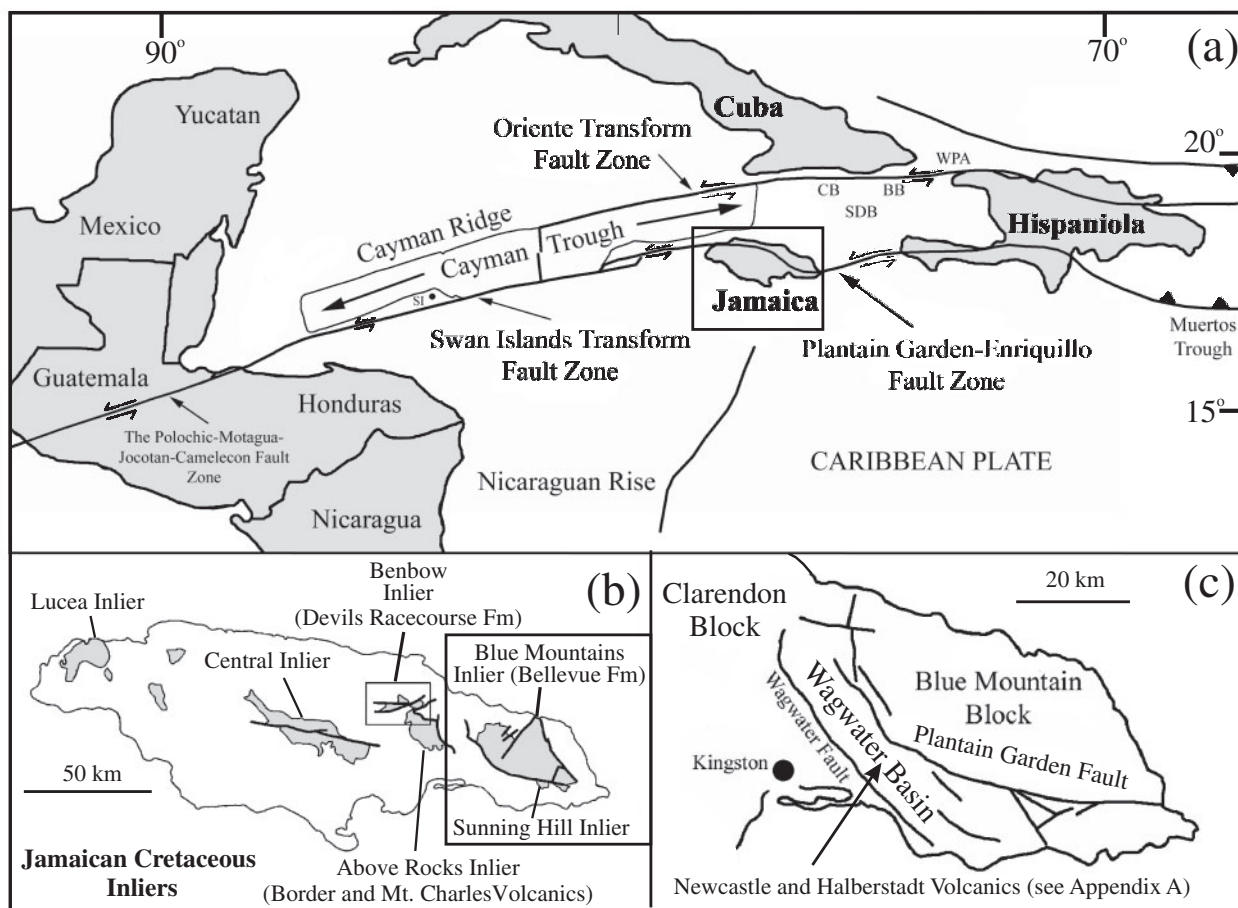 90°
70°
(a)
Yucatan
Cuba
Oriente Transform
Fault Zone
WPA
20°
CB
BB
SDB
Mexico
Cayman Ridge
Cayman Trough
Hispaniola
SI
Jamaica
Swan Islands Transform
Fault Zone
Plantain Garden-Enriquillo
Fault Zone
Muertos
Trough
Guatemala
Honduras
15°
The Polochic-Motagua-
Jocotan-Camelecon Fault
Zone
Nicaraguan Rise
CARIBBEAN PLATE
Nicaragua
Benbow
Inlier
(Devils Racecourse Fm)
(b)
Lucea Inlier
Central Inlier
Blue Mountains
Inlier (Bellevue Fm)
50 km
Sunning Hill Inlier
Jamaican Cretaceous
Inliers
Above Rocks Inlier
(Border and Mt. CharlesVolcanics)
20 km
(c)
Clarendon
Block
Blue Mountain
Block
Wagwater Basin
Wagwater Fault
Plantain Garden Fault
Kingston
Newcastle and Halberstadt Volcanics (see Appendix A)